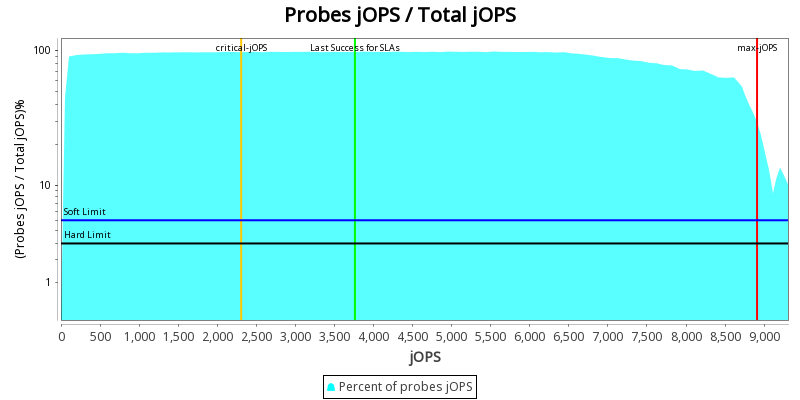 Probes jOPS / Total jOPS
(Probes jOPS / Total jOPS)%
100
10
1
critical-jOPS
Last Success for SLAs
max-jOPS
Soft Limit
Hard Limit
0 500 1,000 1,500 2,000 2,500 3,000 3,500 4,000 4,500 5,000 5,500 6,000 6,500 7,000 7,500 8,000 8,500 9,000
jOPS
Percent of probes jOPS